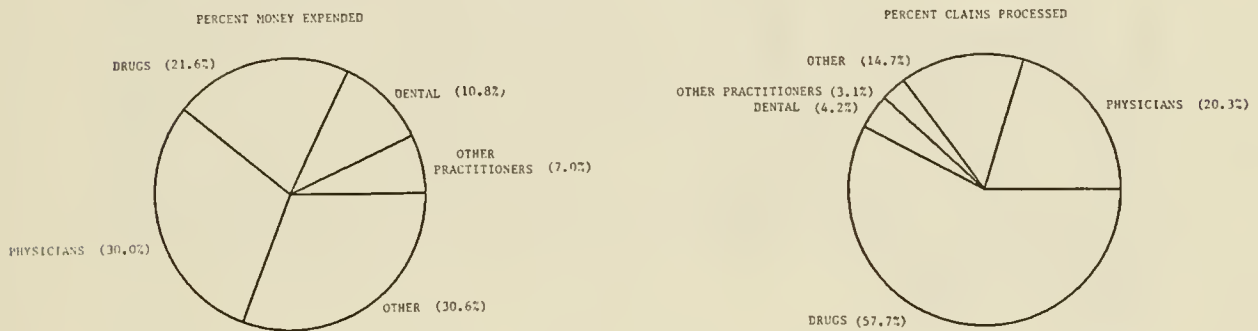 PERCENT MONEY EXPENDED
DRUGS (21.6%)
DENTAL (10.8%)
OTHER
PRACTITIONERS (7.0%)
PHYSICIANS (30.0%)
OTHER (30.6%)
PERCENT CLAIMS PROCESSED
OTHER (14.7%)
OTHER PRACTITIONERS (3.1%)
DENTAL (4.2%)
PHYSICIANS (20.3%)
DRUGS (57.7%)